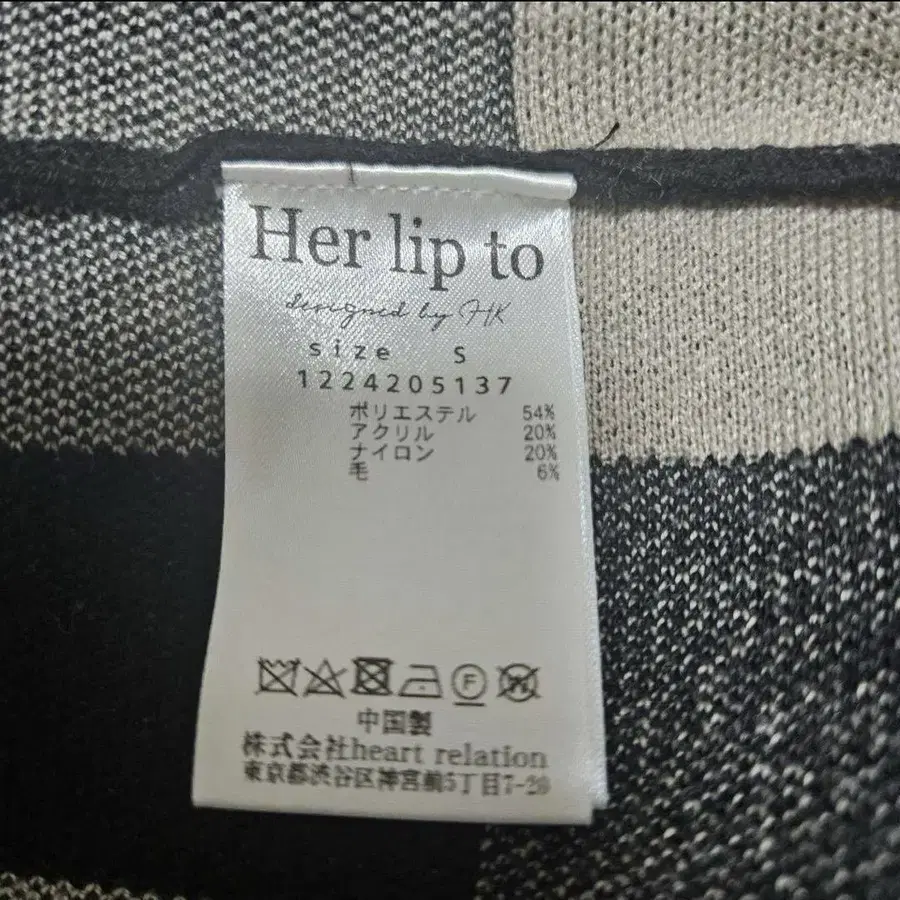 Her lip to
designed by HK
size S
1224205137
ポリエステル 54%
アクリル 20%
ナイロン 20%
毛 6%
F
W
中国製
株式会社heart relation
東京都渋谷区神宮前5丁目7-20